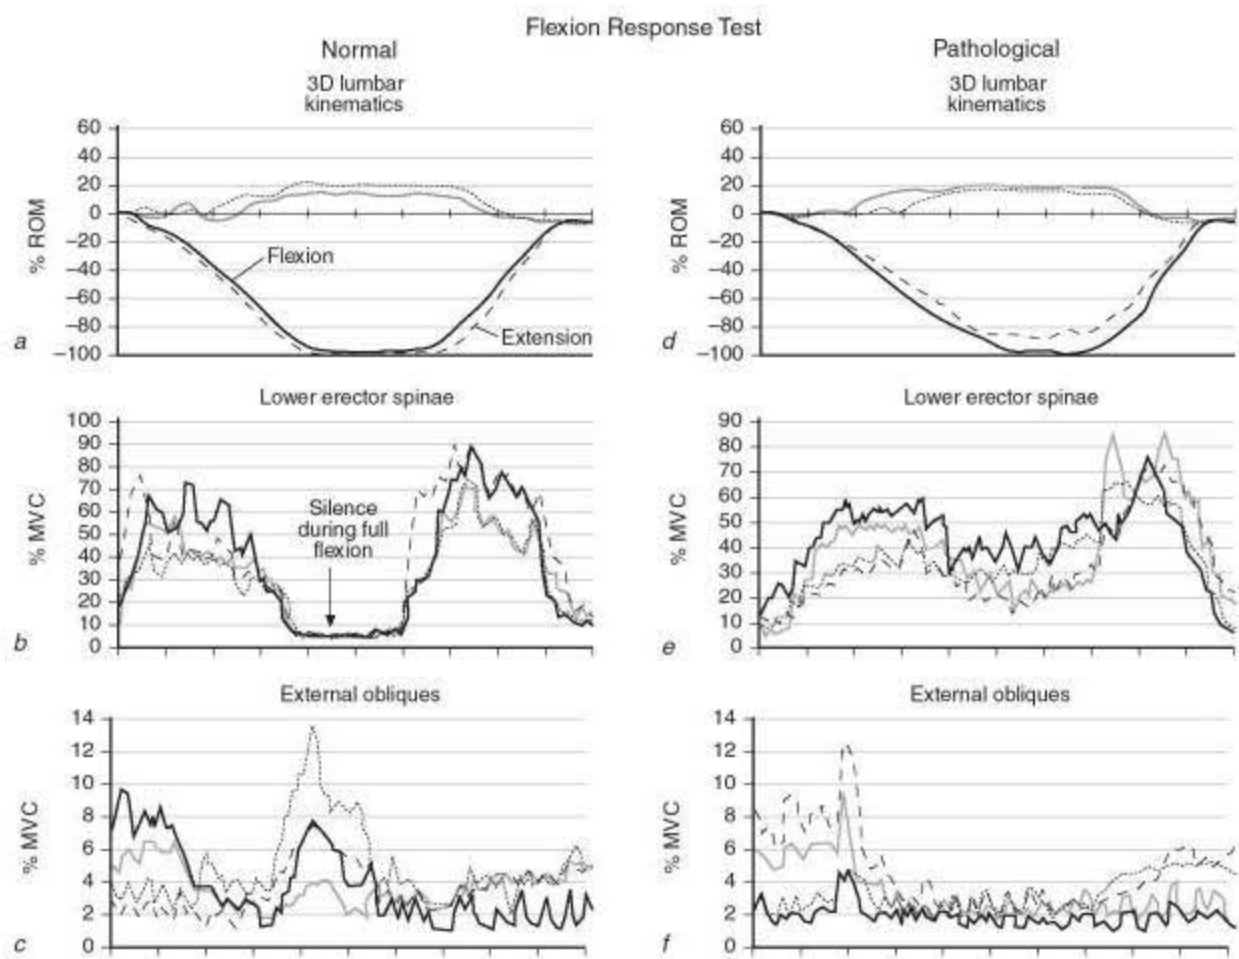 Flexion Response Test
Normal
3D lumbar
kinematics
60
40
20
0
−20
−40
−60
−80
−100
% ROM
Flexion
Extension
a
Lower erector spinae
100
90
80
70
60
50
40
30
20
10
0
% MVC
Silence
during full
flexion
b
External obliques
14
12
10
8
6
4
2
0
% MVC
c
Pathological
3D lumbar
kinematics
60
40
20
0
−20
−40
−60
−80
−100
% ROM
d
Lower erector spinae
90
80
70
60
50
40
30
20
10
0
% MVC
e
External obliques
14
12
10
8
6
4
2
0
% MVC
f